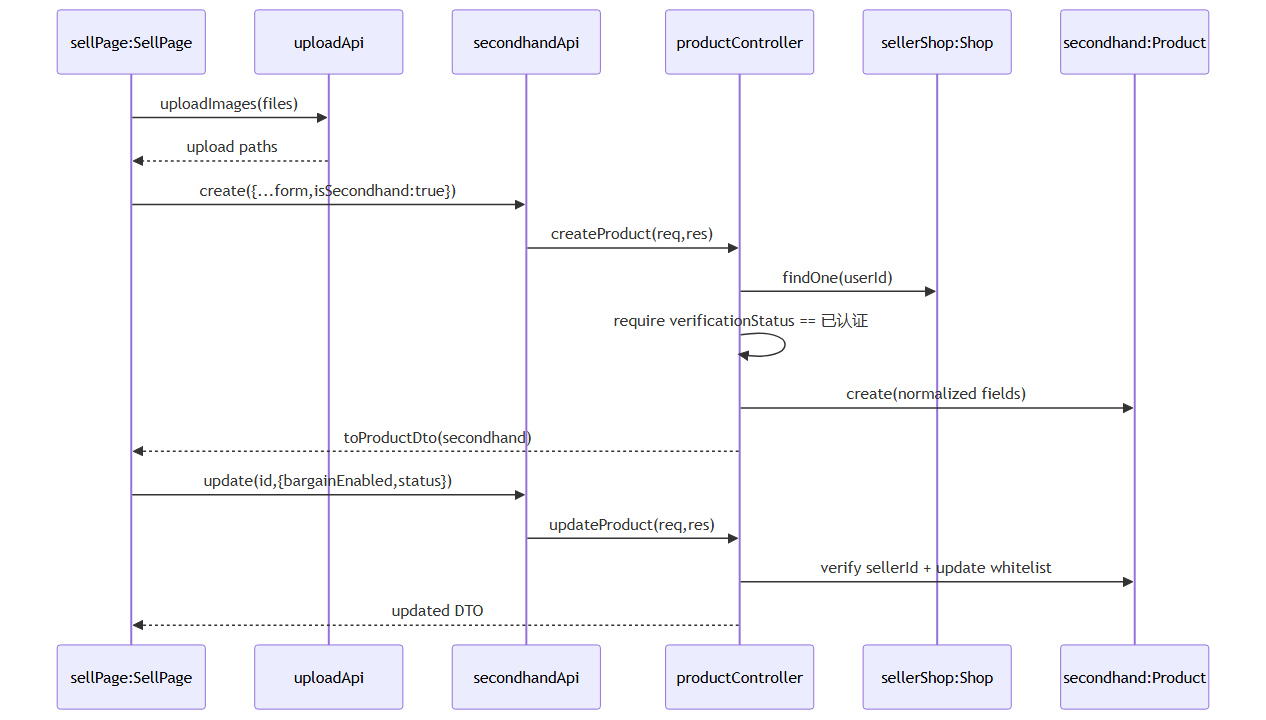 sellPage:SellPage
uploadApi
secondhandApi
productController
sellerShop:Shop
secondhand:Product
uploadImages(files)
upload paths
create({...form,isSecondhand:true})
createProduct(req,res)
findOne(userId)
require verificationStatus == 已认证
create(normalized fields)
toProductDto(secondhand)
update(id,{bargainEnabled,status})
updateProduct(req,res)
verify sellerId + update whitelist
updated DTO
sellPage:SellPage
uploadApi
secondhandApi
productController
sellerShop:Shop
secondhand:Product